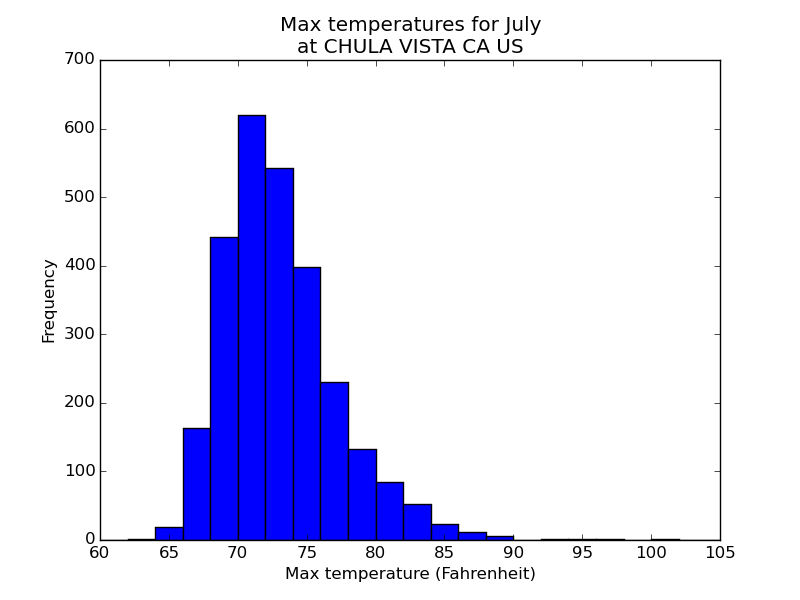 Max temperatures for July
at CHULA VISTA CA US
700
600
500
400
300
200
100
0
Frequency
60 65 70 75 80 85 90 95 100 105
Max temperature (Fahrenheit)